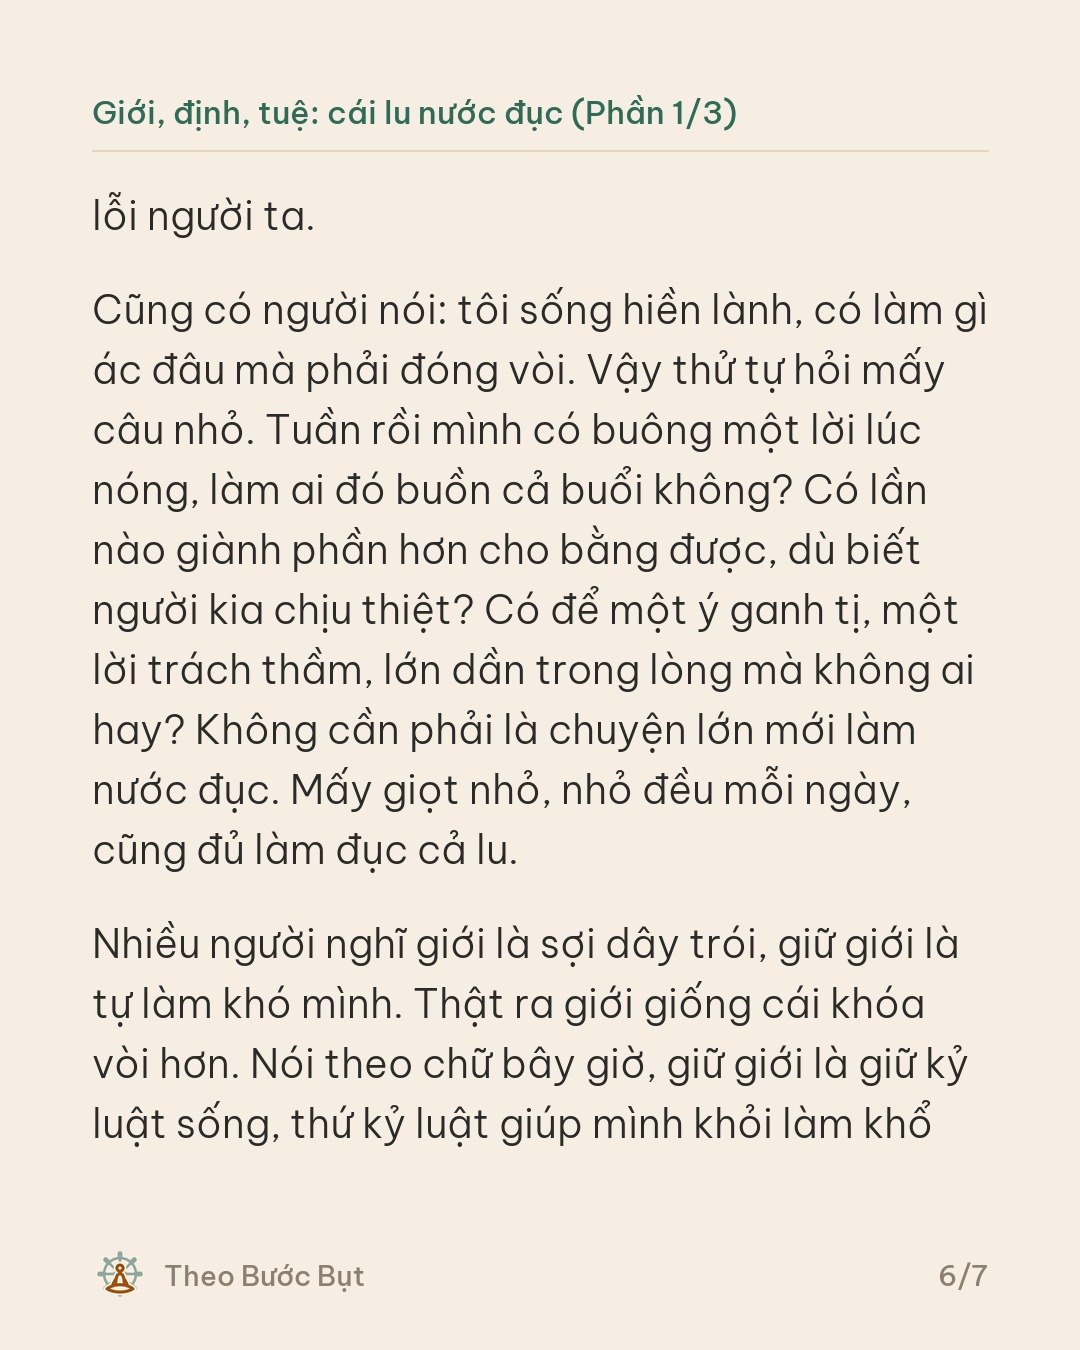 Giới, định, tuệ: cái lu nước đục (Phần 1/3)
lỗi người ta.
Cũng có người nói: tôi sống hiền lành, có làm gì
ác đâu mà phải đóng vòi. Vậy thử tự hỏi mấy
câu nhỏ. Tuần rồi mình có buông một lời lúc
nóng, làm ai đó buồn cả buổi không? Có lần
nào giành phần hơn cho bằng được, dù biết
người kia chịu thiệt? Có để một ý ganh tị, một
lời trách thầm, lớn dần trong lòng mà không ai
hay? Không cần phải là chuyện lớn mới làm
nước đục. Mấy giọt nhỏ, nhỏ đều mỗi ngày,
cũng đủ làm đục cả lu.
Nhiều người nghĩ giới là sợi dây trói, giữ giới là
tự làm khó mình. Thật ra giới giống cái khóa
vòi hơn. Nói theo chữ bây giờ, giữ giới là giữ kỷ
luật sống, thứ kỷ luật giúp mình khỏi làm khổ
Theo Bước Bụt
6/7